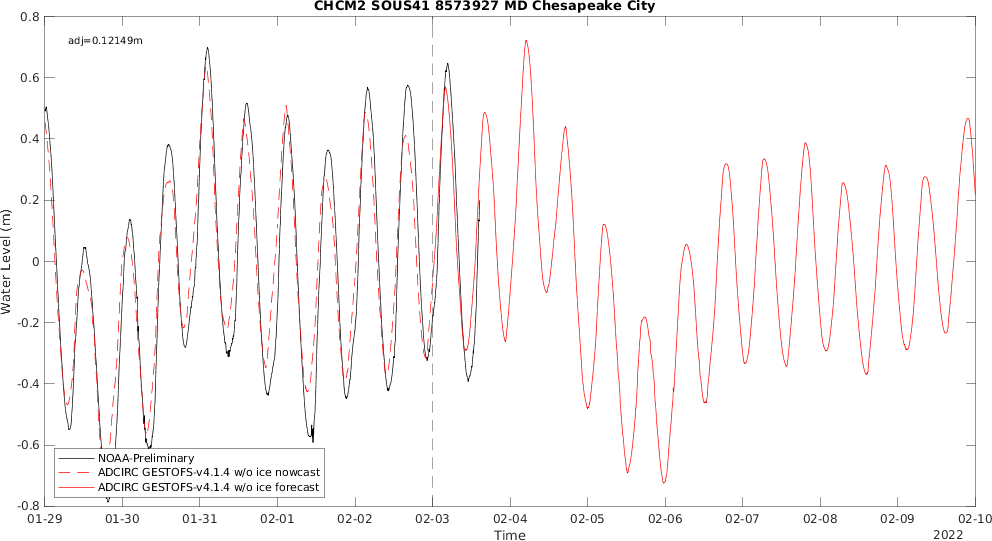 CHCM2 SOUS41 8573927 MD Chesapeake City
adj=0.12149m
0.8
0.6
0.4
0.2
0
-0.2
-0.4
-0.6
-0.8
Water Level (m)
NOAA-Preliminary
ADCIRC GESTOFS-v4.1.4 w/o ice nowcast
ADCIRC GESTOFS-v4.1.4 w/o ice forecast
01-29 01-30 01-31 02-01 02-02 02-03 02-04 02-05 02-06 02-07 02-08 02-09 02-10
Time
2022